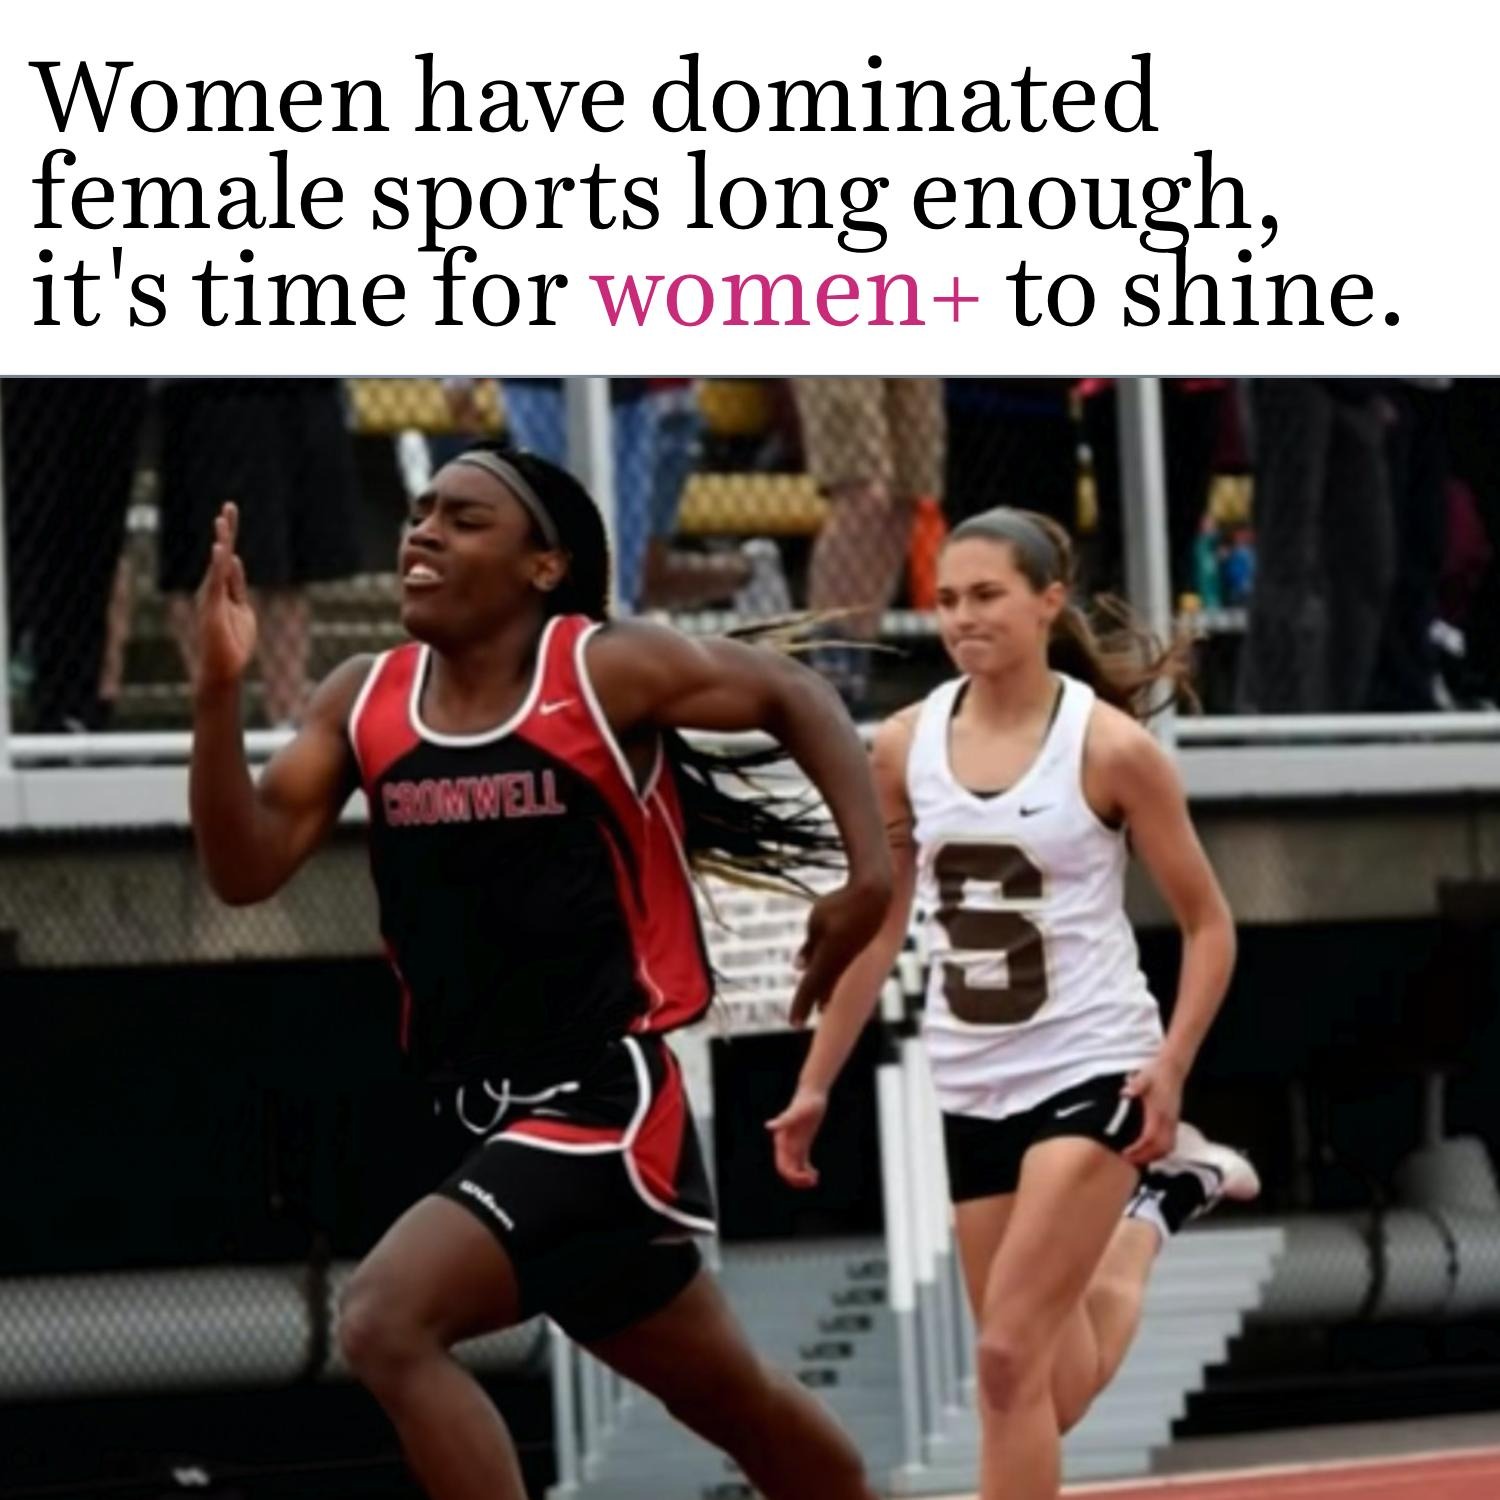 Women have dominated
female sports long enough,
it's time for women+ to shine.
CROMWELL
S